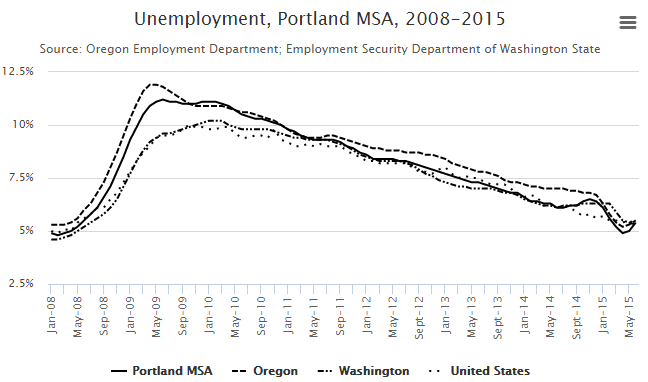 Unemployment, Portland MSA, 2008-2015
Source: Oregon Employment Department; Employment Security Department of Washington State
12.5%
10%
7.5%
5%
2.5%
Jan-08
May-08
Sep-08
Jan-09
May-09
Sep-09
Jan-10
May-10
Sep-10
Jan-11
May-11
Sep-11
Jan-12
May-12
Sept-12
Jan-13
May-13
Sept-13
Jan-14
May-14
Sept-14
Jan-15
May-15
Portland MSA Oregon Washington United States